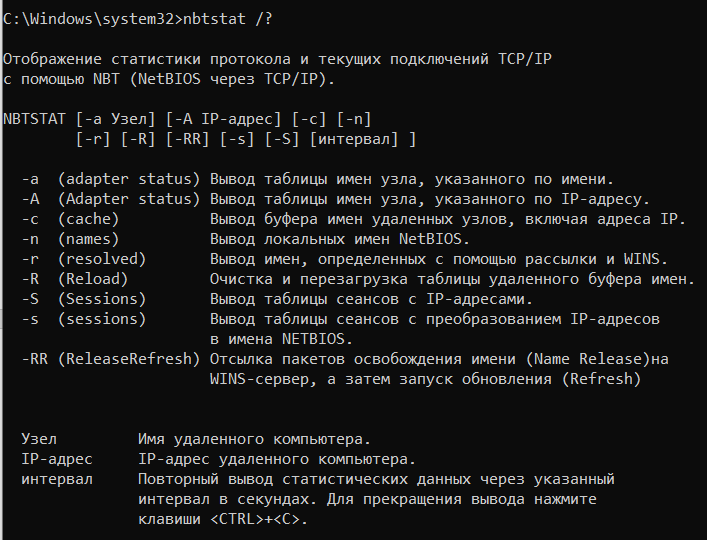 C:\Windows\system32>nbtstat /?
Отображение статистики протокола и текущих подключений TCP/IP
с помощью NBT (NetBIOS через TCP/IP).
NBTSTAT [-a Узел] [-A IP-адрес] [-c] [-n]
[-r] [-R] [-RR] [-s] [-S] [интервал] ]
-a (adapter status) Вывод таблицы имен узла, указанного по имени.
-A (Adapter status) Вывод таблицы имен узла, указанного по IP-адресу.
-c (cache) Вывод буфера имен удаленных узлов, включая адреса IP.
-n (names) Вывод локальных имен NetBIOS.
-r (resolved) Вывод имен, определенных с помощью рассылки и WINS.
-R (Reload) Очистка и перезагрузка таблицы удаленного буфера имен.
-S (Sessions) Вывод таблицы сеансов с IP-адресами.
-s (sessions) Вывод таблицы сеансов с преобразованием IP-адресов
в имена NETBIOS.
-RR (ReleaseRefresh) Отсылка пакетов освобождения имени (Name Release)на
WINS-сервер, а затем запуск обновления (Refresh)
Узел Имя удаленного компьютера.
IP-адрес IP-адрес удаленного компьютера.
интервал Повторный вывод статистических данных через указанный
интервал в секундах. Для прекращения вывода нажмите
клавиши <CTRL>+<C>.